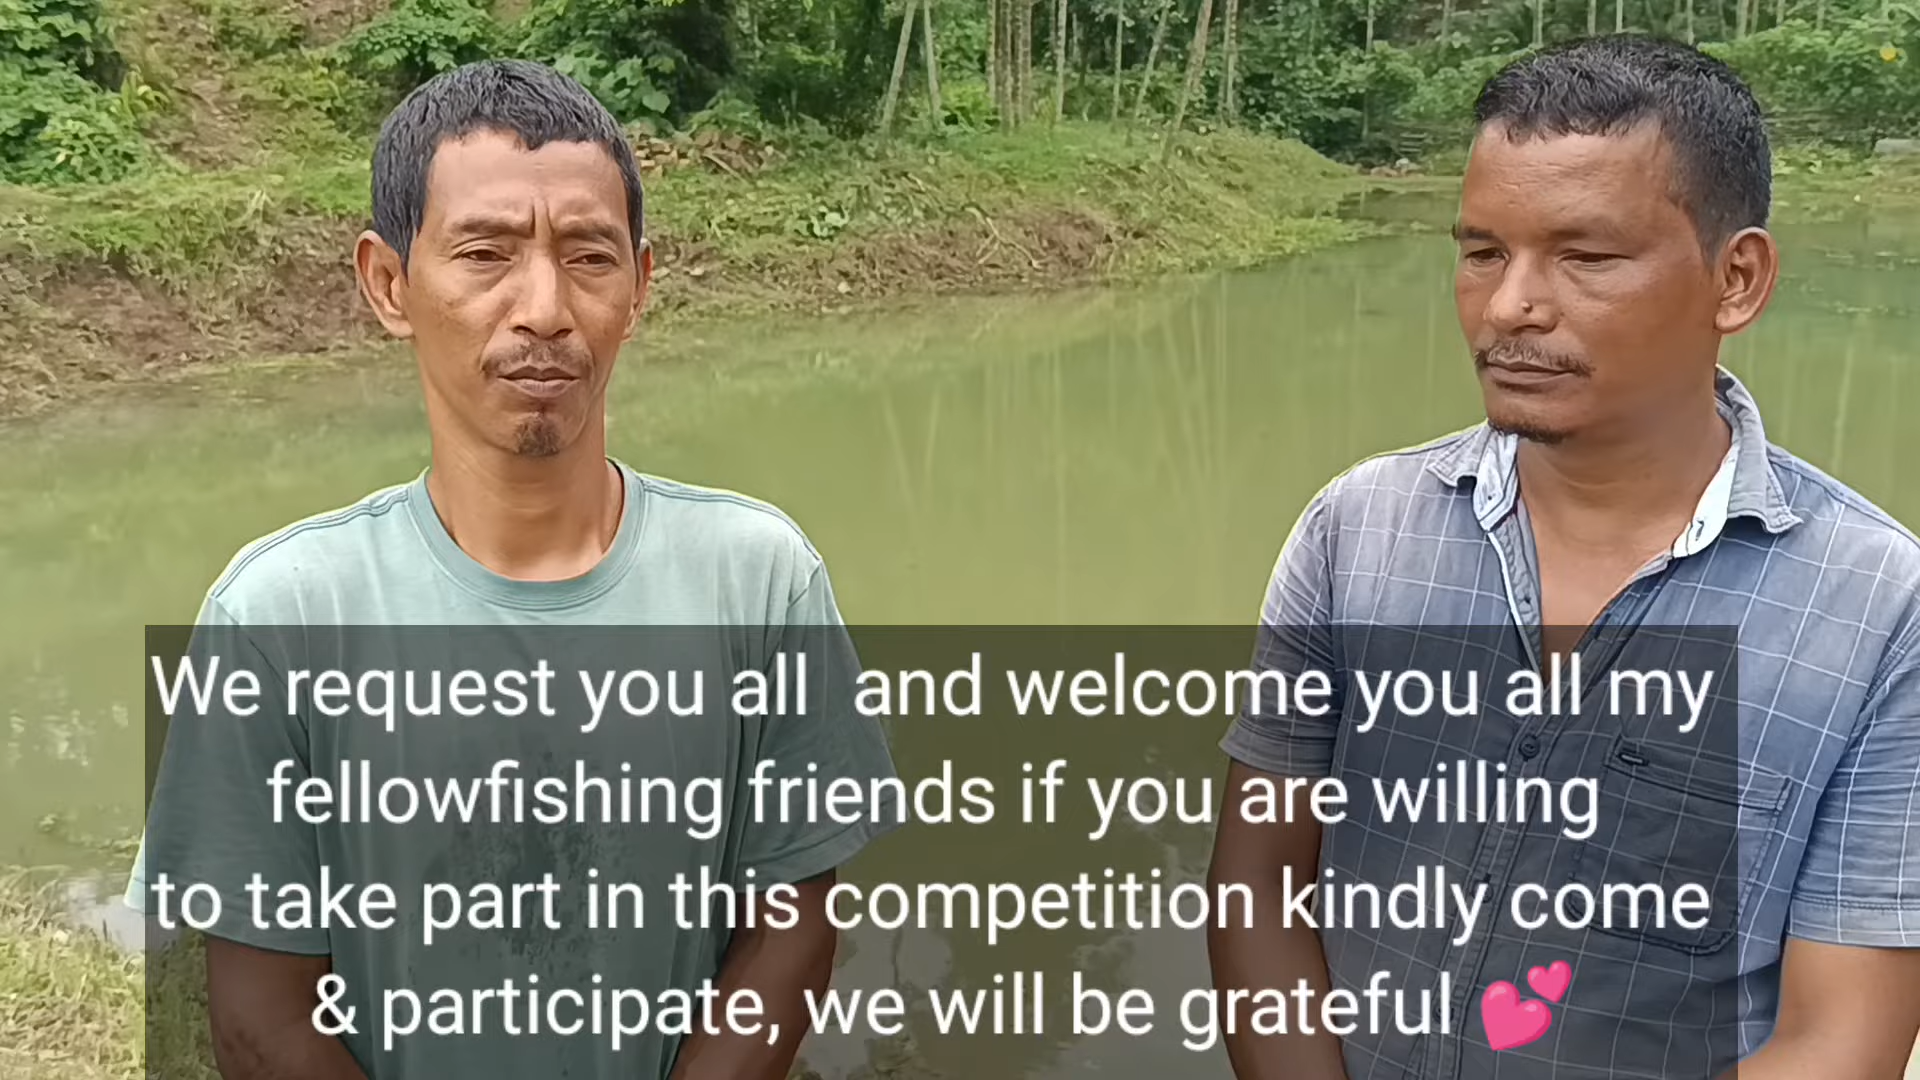 We request you all  and welcome you all my
fellowfishing friends if you are willing
to take part in this competition kindly come
& participate, we will be grateful 💕